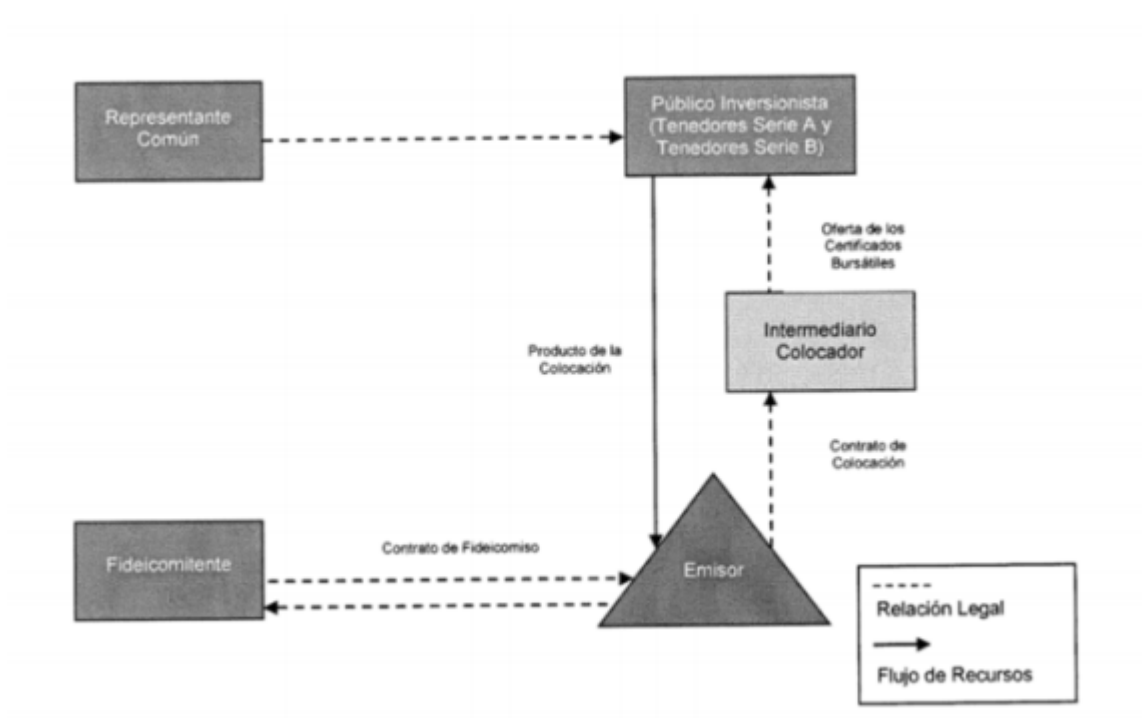 Representante
Común
Público Inversionista
(Tenedores Serie A y
Tenedores Serie B)
Oferta de los
Certificados
Bursátiles
Intermediario
Colocador
Producto de la
Colocación
Contrato de
Colocación
Fideicomitente
Contrato de Fideicomiso
Emisor
Relación Legal
Flujo de Recursos